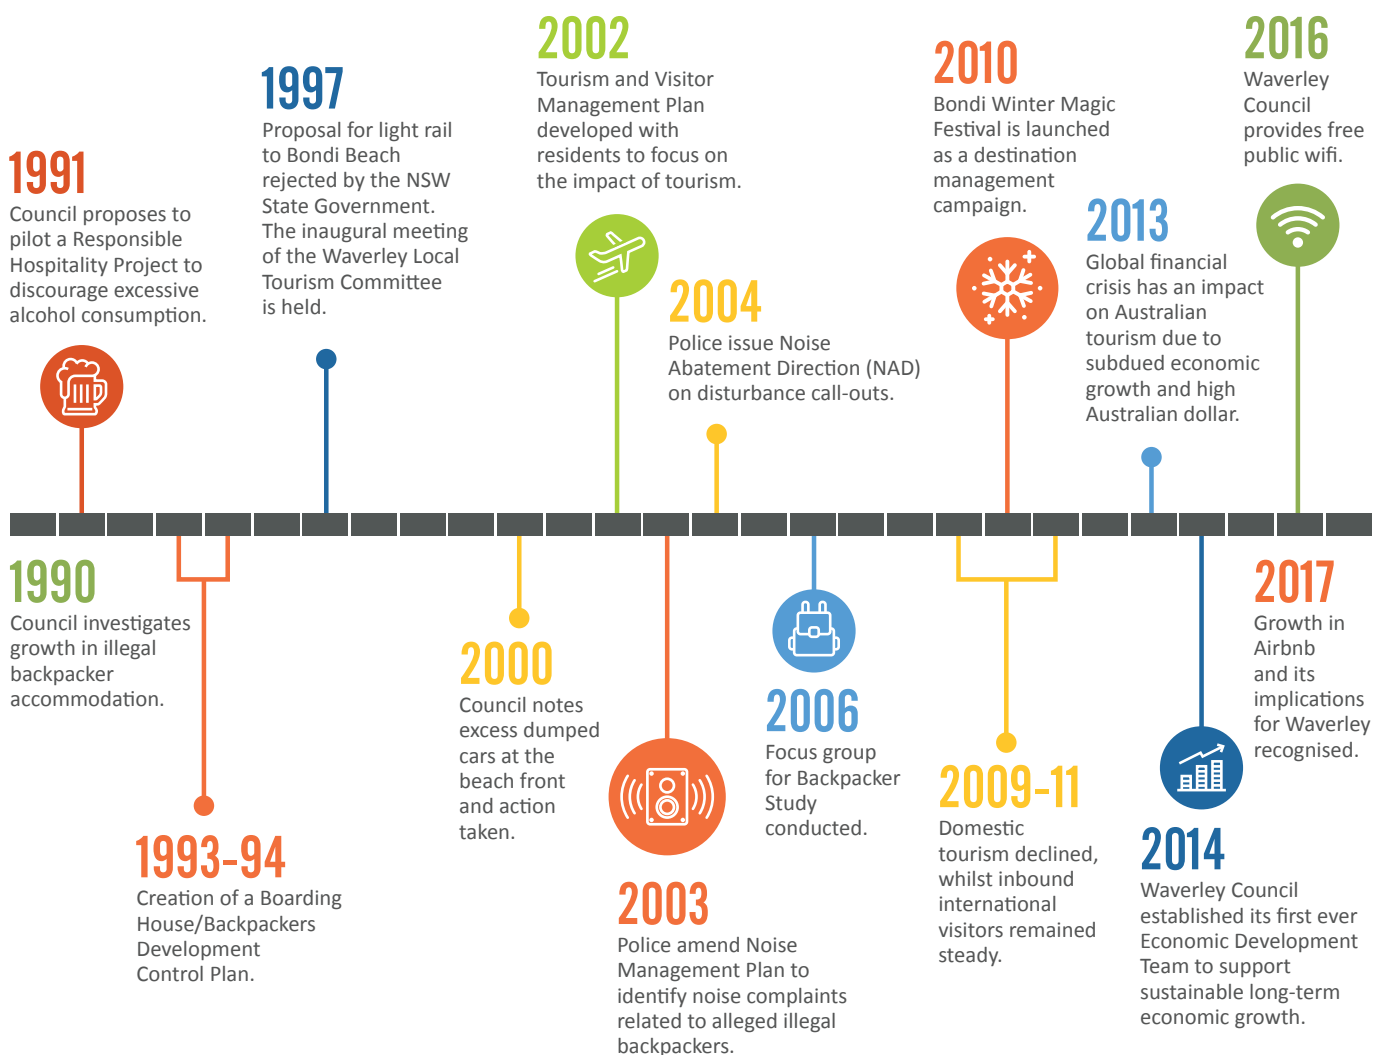 1991
Council proposes to
pilot a Responsible
Hospitality Project to
discourage excessive
alcohol consumption.
1997
Proposal for light rail
to Bondi Beach
rejected by the NSW
State Government.
The inaugural meeting
of the Waverley Local
Tourism Committee
is held.
2002
Tourism and Visitor
Management Plan
developed with
residents to focus on
the impact of tourism.
2004
Police issue Noise
Abatement Direction (NAD)
on disturbance call-outs.
2010
Bondi Winter Magic
Festival is launched
as a destination
management
campaign.
2013
Global financial
crisis has an impact
on Australian
tourism due to
subdued economic
growth and high
Australian dollar.
2016
Waverley
Council
provides free
public wifi.
1990
Council investigates
growth in illegal
backpacker
accommodation.
1993-94
Creation of a Boarding
House/Backpackers
Development
Control Plan.
2000
Council notes
excess dumped
cars at the
beach front
and action
taken.
2003
Police amend Noise
Management Plan to
identify noise complaints
related to alleged illegal
backpackers.
2006
Focus group
for Backpacker
Study
conducted.
2009-11
Domestic
tourism declined,
whilst inbound
international
visitors remained
steady.
2014
Waverley Council
established its first ever
Economic Development
Team to support
sustainable long-term
economic growth.
2017
Growth in
Airbnb
and its
implications
for Waverley
recognised.